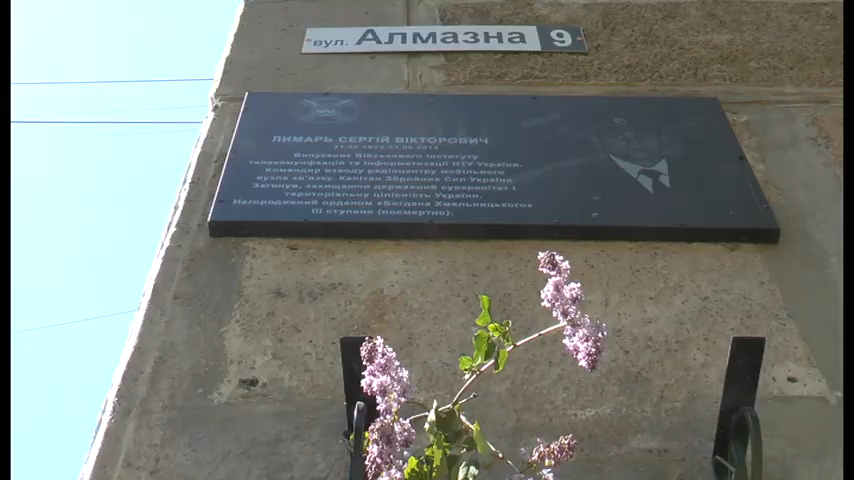 вул. Алмазна 9
ЛИМАРЬ СЕРГІЙ ВІКТОРОВИЧ
Випускник Військового інституту
телекомунікацій та інформатизації НТУ України.
Командир взводу радіоцентру мобільного
вузла зв'язку. Капітан Збройних Сил України
Загинув, захищаючи державний суверенітет і
територіальну цілісність України.
Нагороджений орденом «Богдана Хмельницького»
III ступеня (посмертно).